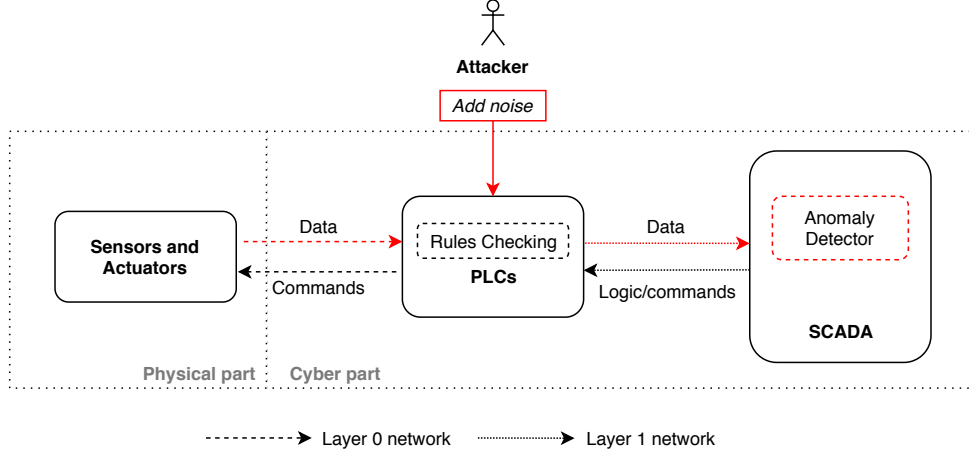 Attacker
Add noise
Sensors and
Actuators
Data
Commands
Rules Checking
PLCs
Data
Logic/commands
Anomaly
Detector
SCADA
Physical part
Cyber part
Layer 0 network
Layer 1 network